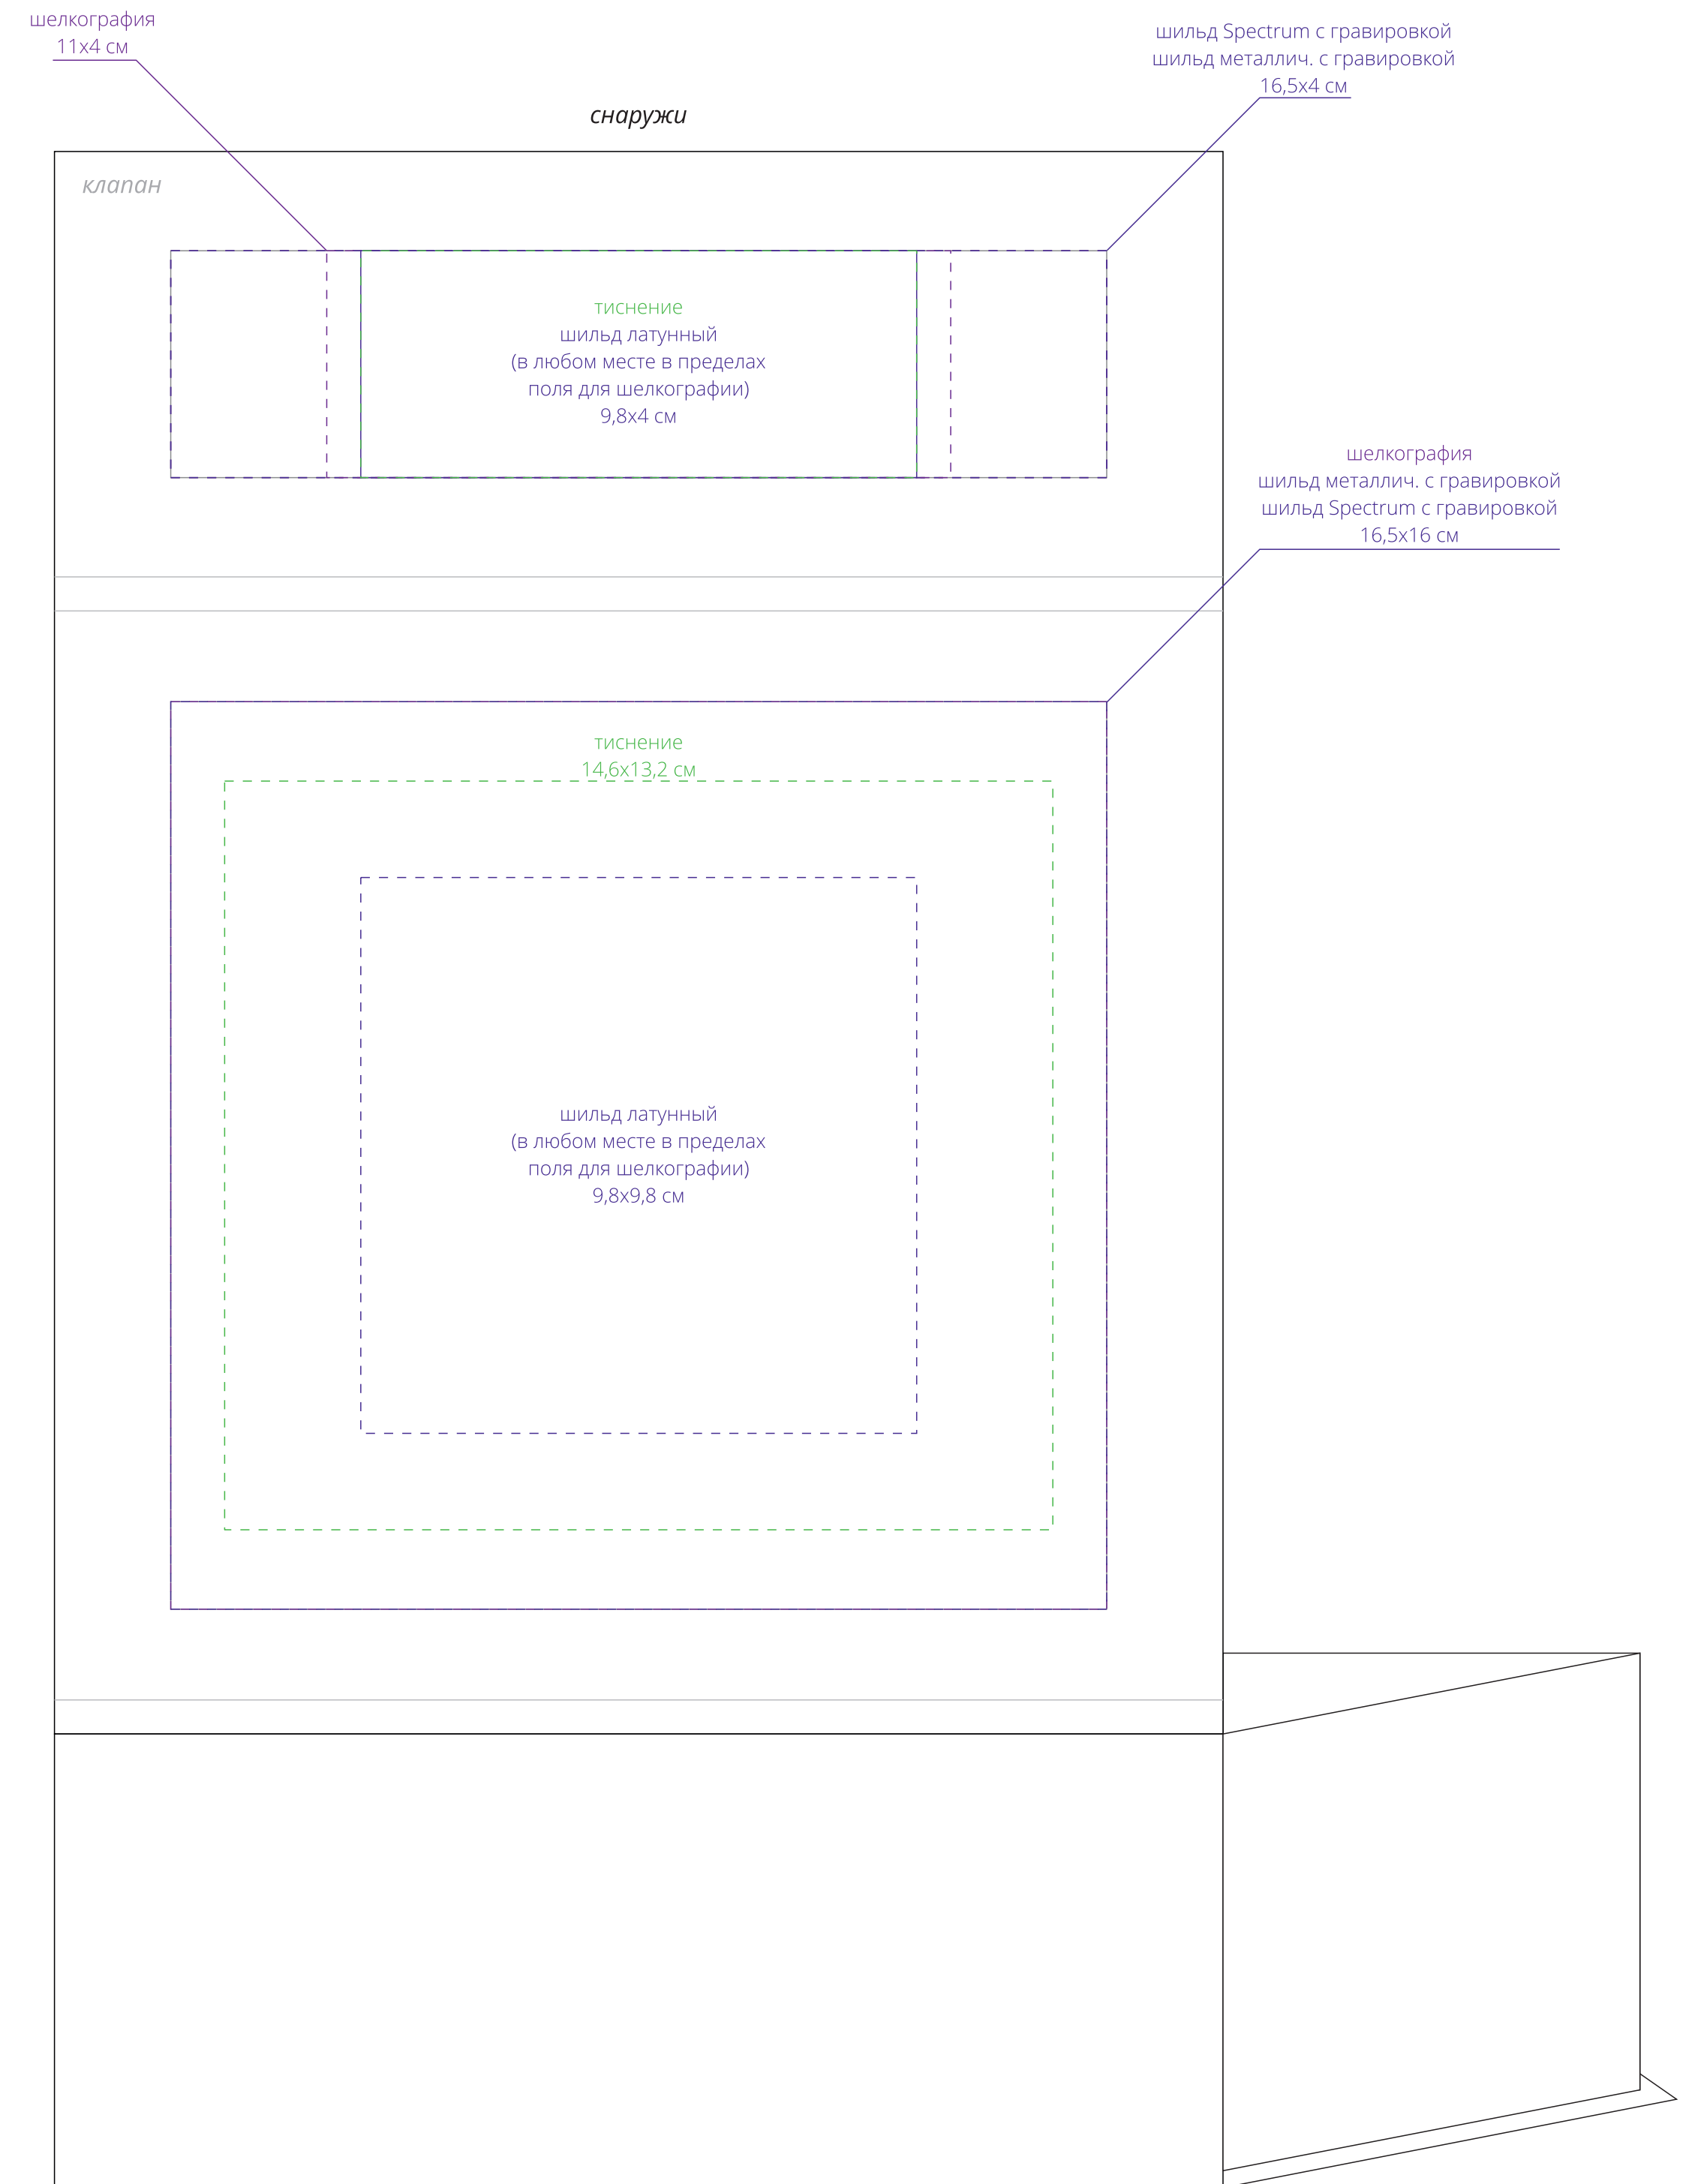 шелкография
11х4 см
шильд Spectrum с гравировкой
шильд металлич. с гравировкой
16,5х4 см
снаружи
клапан
тиснение
шильд латунный
(в любом месте в пределах
поля для шелкографии)
9,8х4 см
шелкография
шильд металлич. с гравировкой
шильд Spectrum с гравировкой
16,5х16 см
тиснение
14,6х13,2 см
шильд латунный
(в любом месте в пределах
поля для шелкографии)
9,8х9,8 см